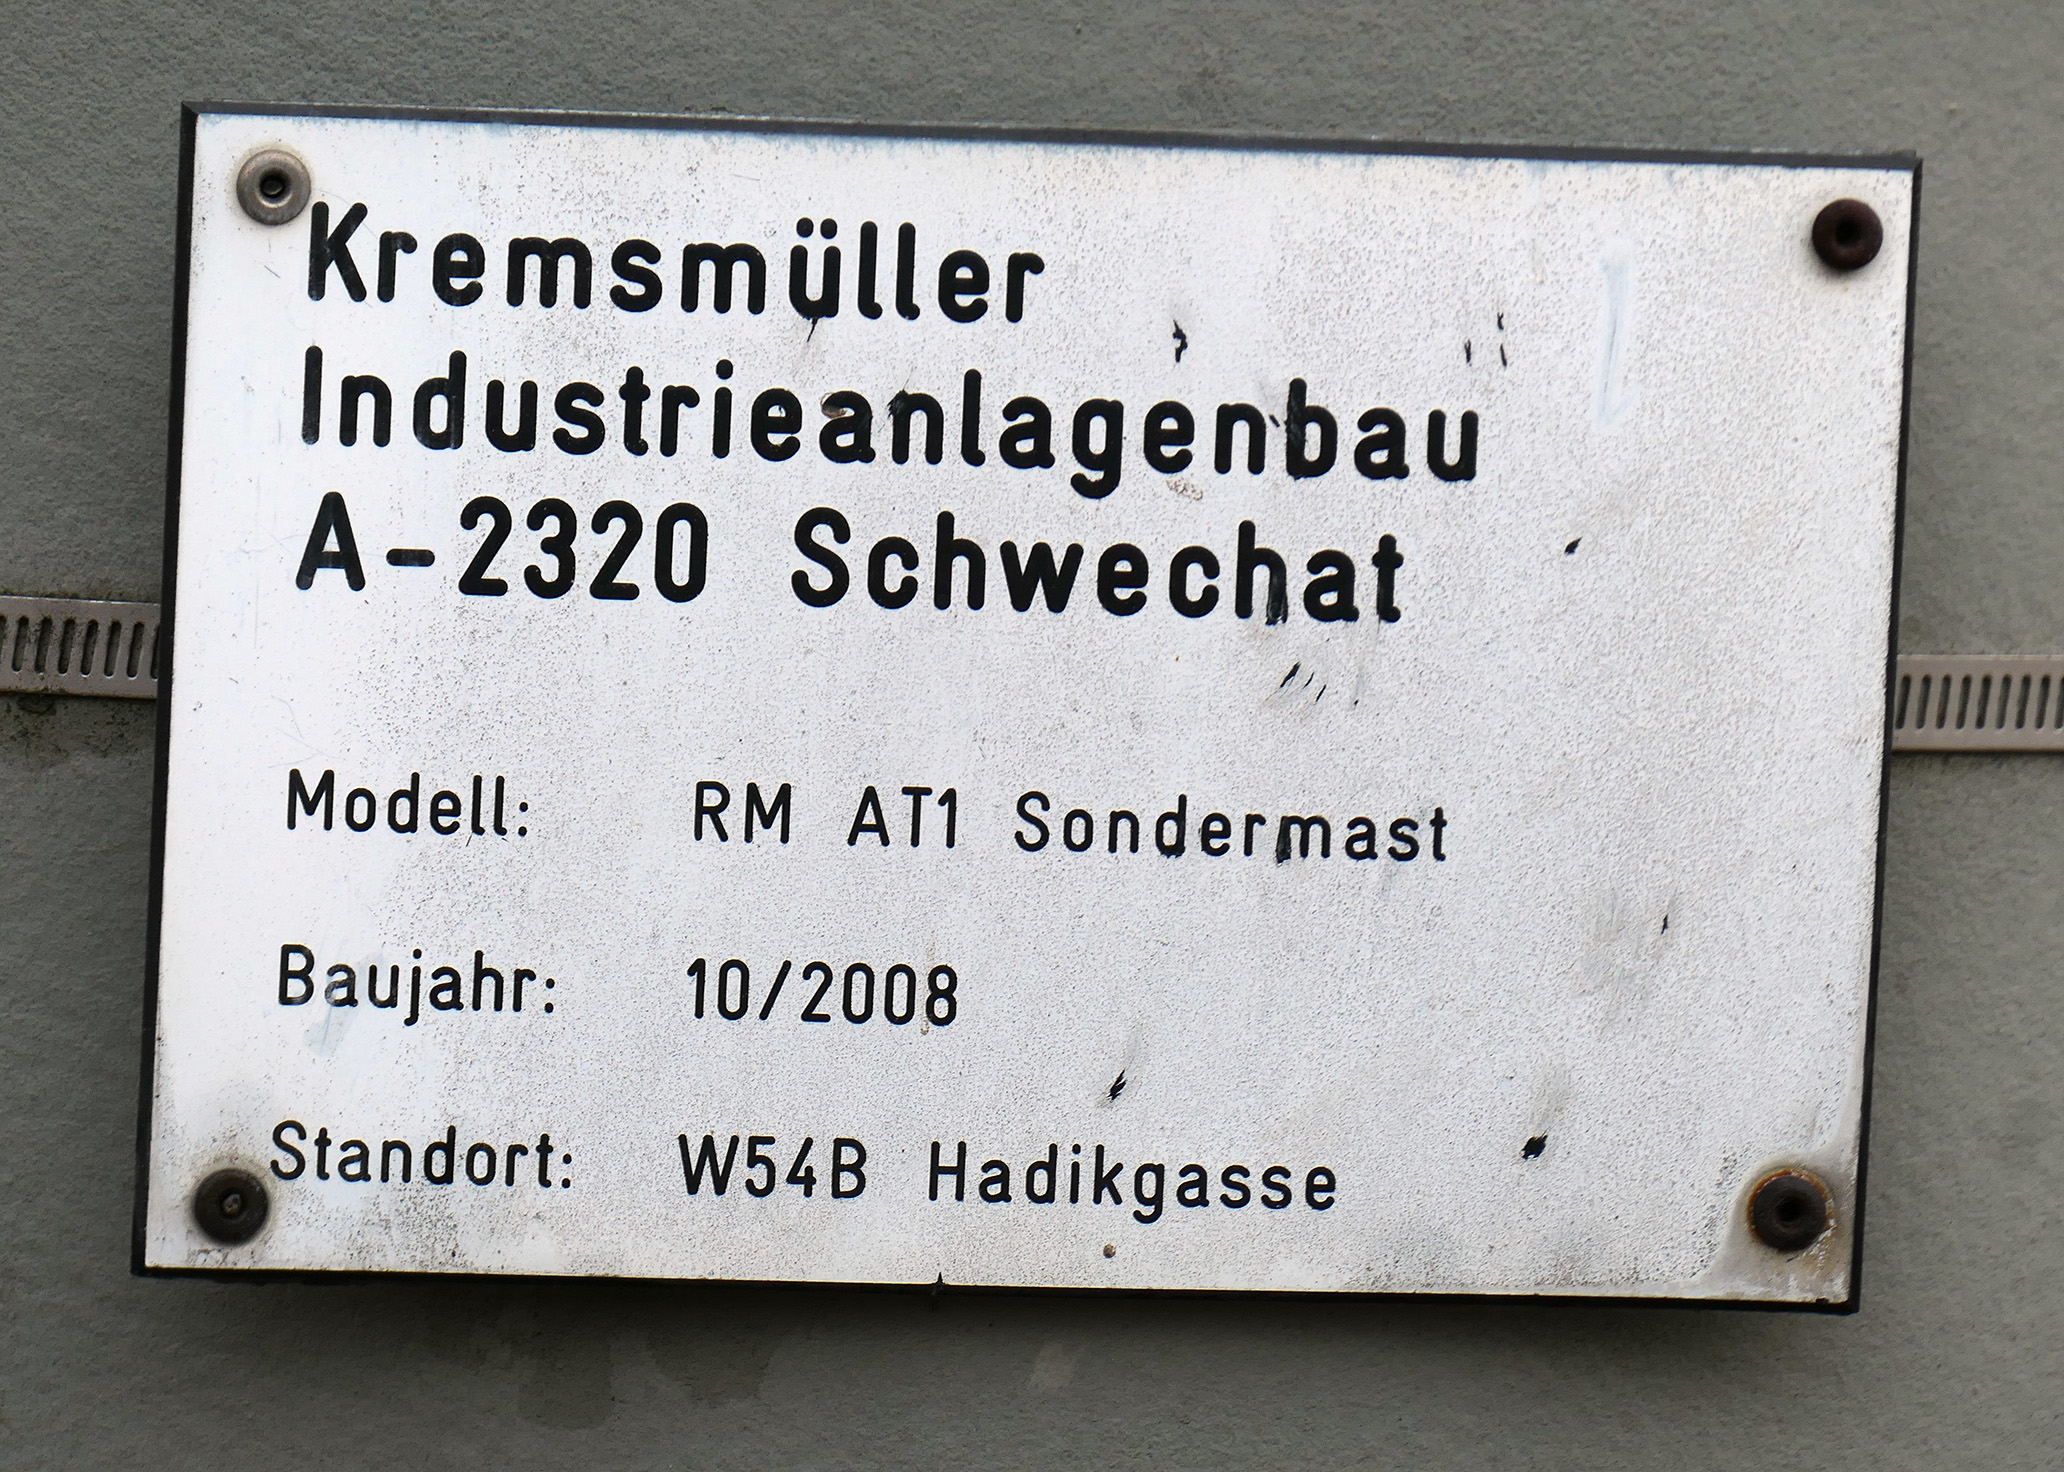 Kremsmüller
Industrieanlagenbau
A-2320 Schwechat
Modell: RM AT1 Sondermast
Baujahr: 10/2008
Standort: W54B Hadikgasse